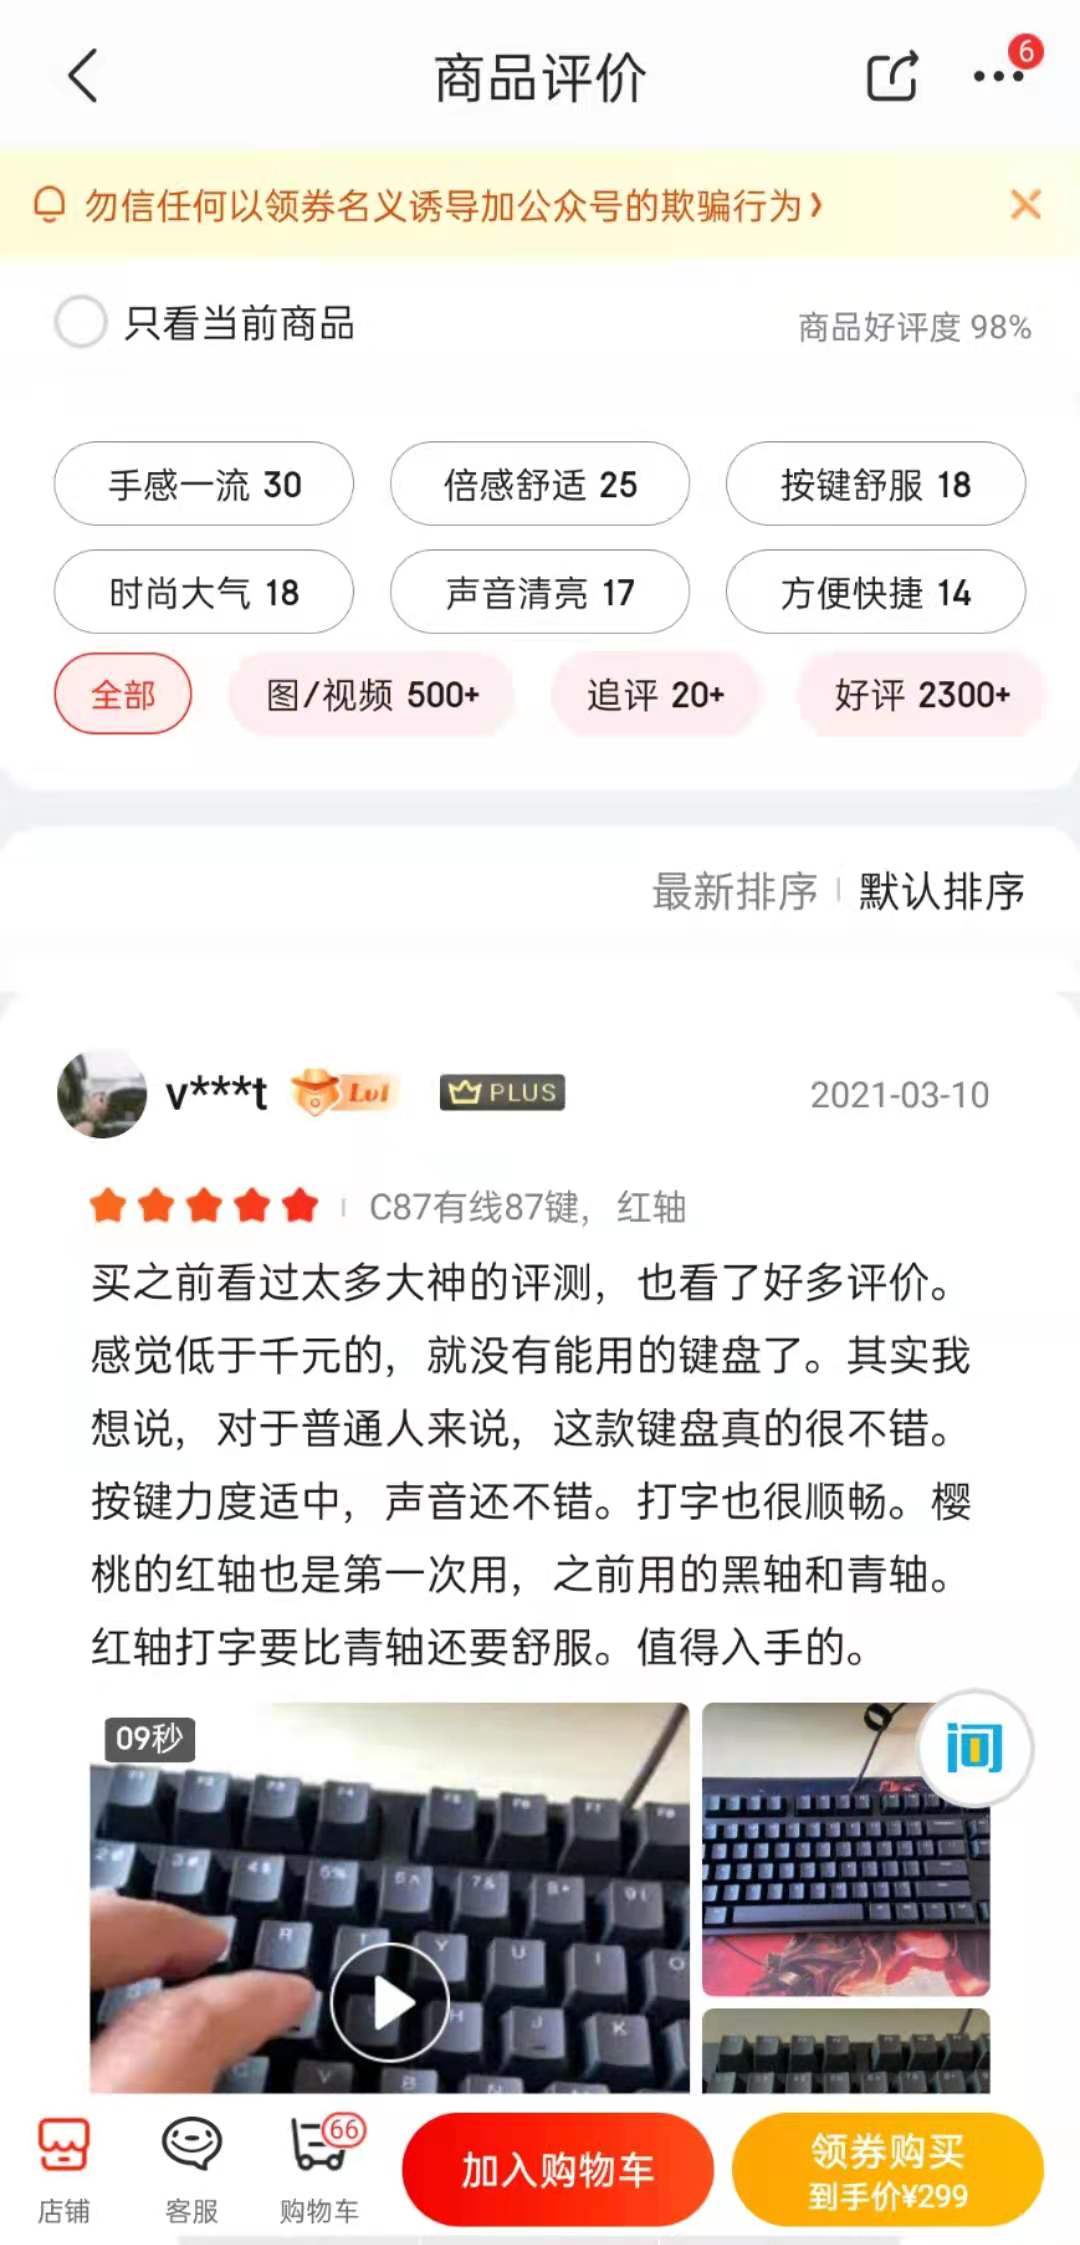 商品评价
6
勿信任何以领券名义诱导加公众号的欺骗行为
只看当前商品
商品好评度 98%
手感一流 30
倍感舒适 25
按键舒服 18
时尚大气 18
声音清亮 17
方便快捷 14
全部
图/视频 500+
追评 20+
好评 2300+
最新排序
默认排序
v***t
Lv1
PLUS
2021-03-10
C87有线87键，红轴
买之前看过太多大神的评测，也看了好多评价。
感觉低于千元的，就没有能用的键盘了。其实我
想说，对于普通人来说，这款键盘真的很不错。
按键力度适中，声音还不错。打字也很顺畅。樱
桃的红轴也是第一次用，之前用的黑轴和青轴。
红轴打字要比青轴还要舒服。值得入手的。
09秒
问
店铺
客服
66
购物车
加入购物车
领券购买
到手价¥299